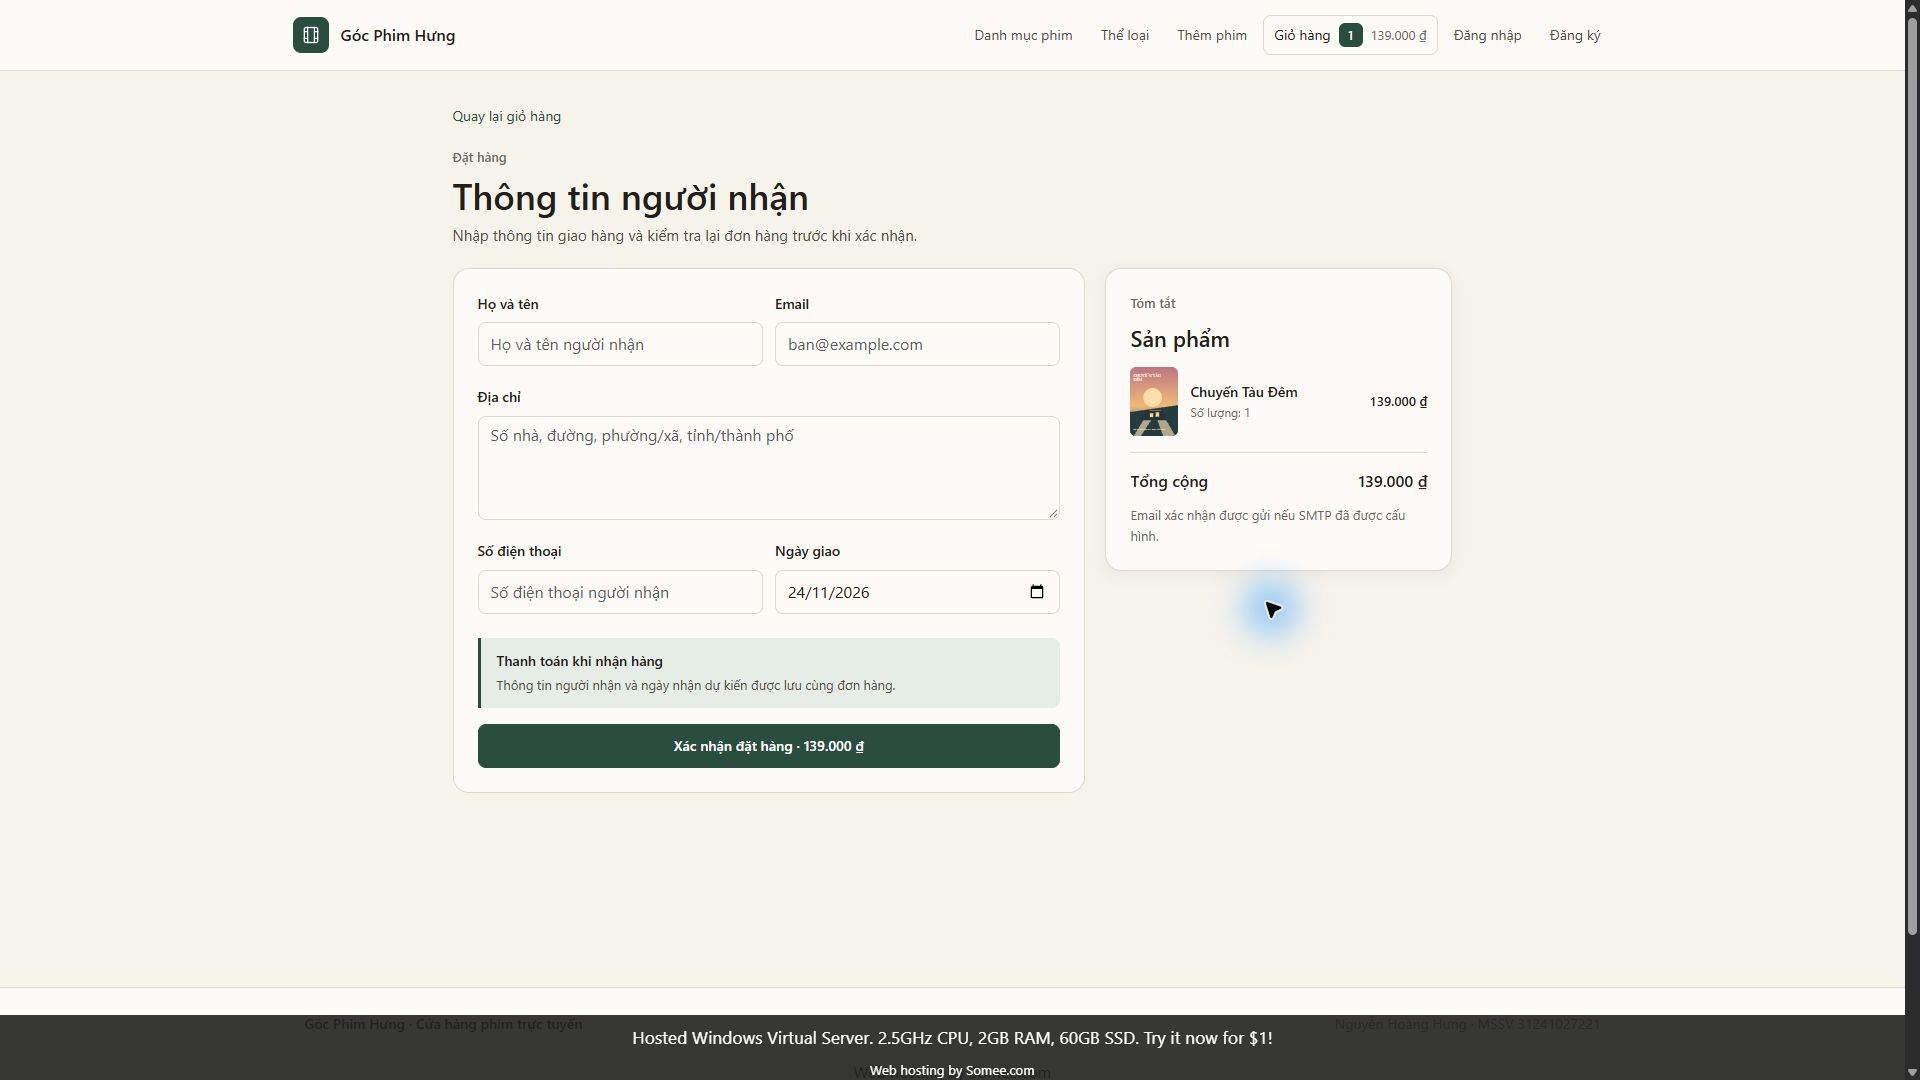 Góc Phim Hưng
Danh mục phim
Thể loại
Thêm phim
Giỏ hàng 1 139.000 ₫
Đăng nhập
Đăng ký
Quay lại giỏ hàng
Đặt hàng
Thông tin người nhận
Nhập thông tin giao hàng và kiểm tra lại đơn hàng trước khi xác nhận.
Họ và tên
Họ và tên người nhận
Email
ban@example.com
Địa chỉ
Số nhà, đường, phường/xã, tỉnh/thành phố
Số điện thoại
Số điện thoại người nhận
Ngày giao
24/11/2026
Thanh toán khi nhận hàng
Thông tin người nhận và ngày nhận dự kiến được lưu cùng đơn hàng.
Xác nhận đặt hàng · 139.000 ₫
Tóm tắt
Sản phẩm
Chuyến Tàu Đêm
Số lượng: 1
139.000 ₫
Tổng cộng
139.000 ₫
Email xác nhận được gửi nếu SMTP đã được cấu
hình.
Góc Phim Hưng · Cửa hàng phim trực tuyến
Nguyễn Hoàng Hưng · MSSV 31241027221
Hosted Windows Virtual Server. 2.5GHz CPU, 2GB RAM, 60GB SSD. Try it now for $1!
Web hosting by Somee.com